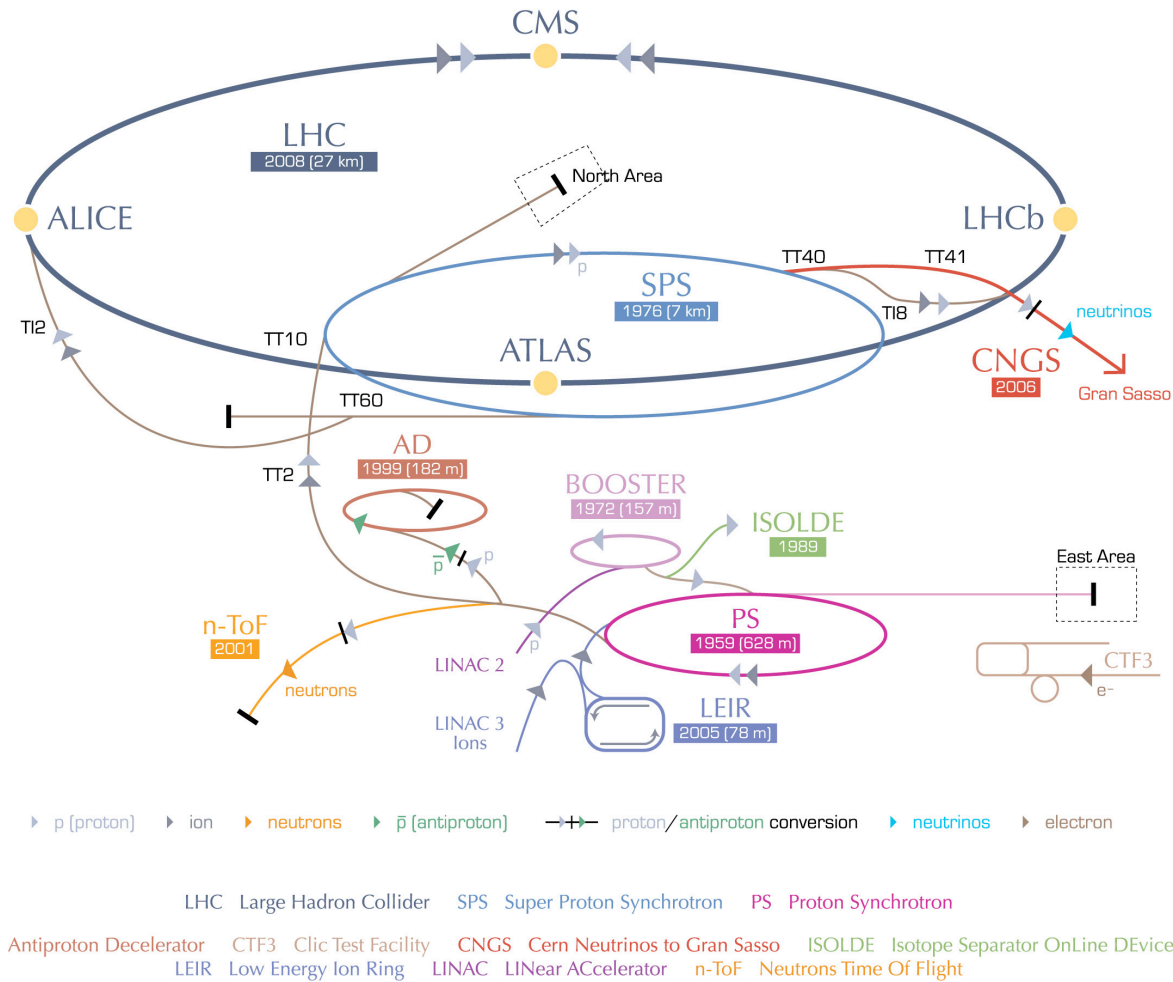 CMS
LHC
2008 (27 km)
North Area
ALICE
LHCb
TT40
TT41
SPS
1976 (7 km)
p
TI8
neutrinos
TI2
TT10
ATLAS
CNGS
2006
Gran Sasso
TT60
AD
1999 (182 m)
TT2
BOOSTER
1972 (157 m)
ISOLDE
1989
p̅
p
East Area
n-ToF
2001
PS
1959 (628 m)
p
LINAC 2
neutrons
CTF3
e-
LINAC 3
Ions
LEIR
2005 (78 m)
p (proton) ion neutrons p̅ (antiproton) proton/antiproton conversion neutrinos electron
LHC Large Hadron Collider SPS Super Proton Synchrotron PS Proton Synchrotron
Antiproton Decelerator CTF3 Clic Test Facility CNGS Cern Neutrinos to Gran Sasso ISOLDE Isotope Separator OnLine DEvice
LEIR Low Energy Ion Ring LINAC LINear ACcelerator n-ToF Neutrons Time Of Flight